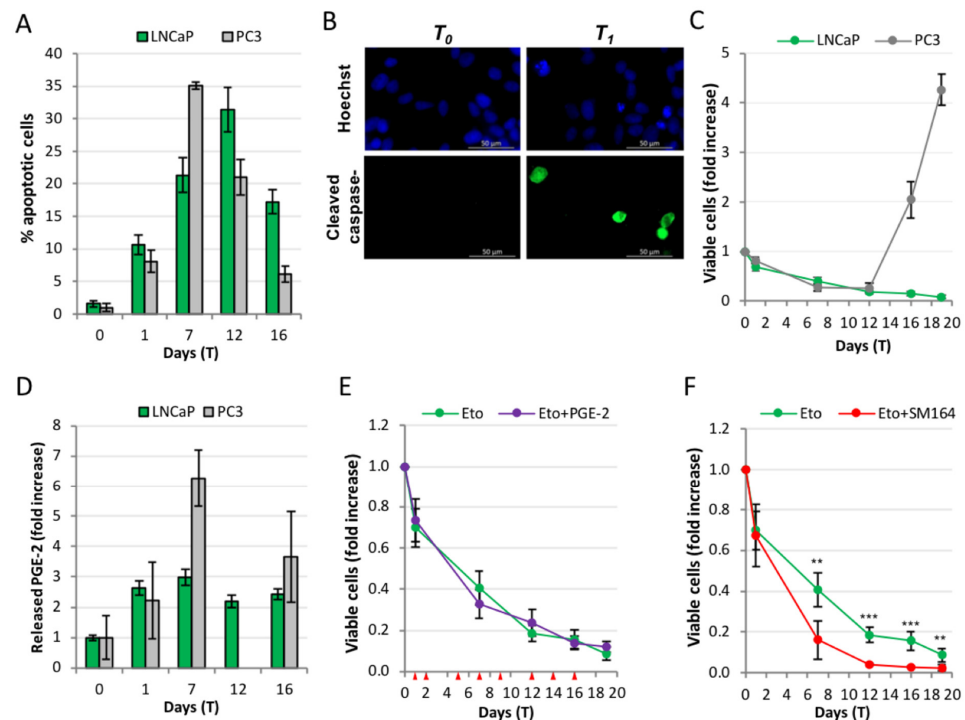 A
LNCaP PC3
% apoptotic cells
40
35
30
25
20
15
10
5
0
0 1 7 12 16
Days (T)
B
T0 T1
Hoechst
50 µm 50 µm
Cleaved
caspase-
50 µm 50 µm
C
LNCaP PC3
Viable cells (fold increase)
5
4
3
2
1
0
0 2 4 6 8 10 12 14 16 18 20
Days (T)
D
LNCaP PC3
Released PGE-2 (fold increase)
8
7
6
5
4
3
2
1
0
0 1 7 12 16
Days (T)
E
Eto Eto+PGE-2
Viable cells (fold increase)
1.2
1.0
0.8
0.6
0.4
0.2
0.0
0 2 4 6 8 10 12 14 16 18 20
Days (T)
F
Eto Eto+SM164
Viable cells (fold increase)
1.2
1.0
0.8
0.6
0.4
0.2
0.0
** *** *** **
0 2 4 6 8 10 12 14 16 18 20
Days (T)